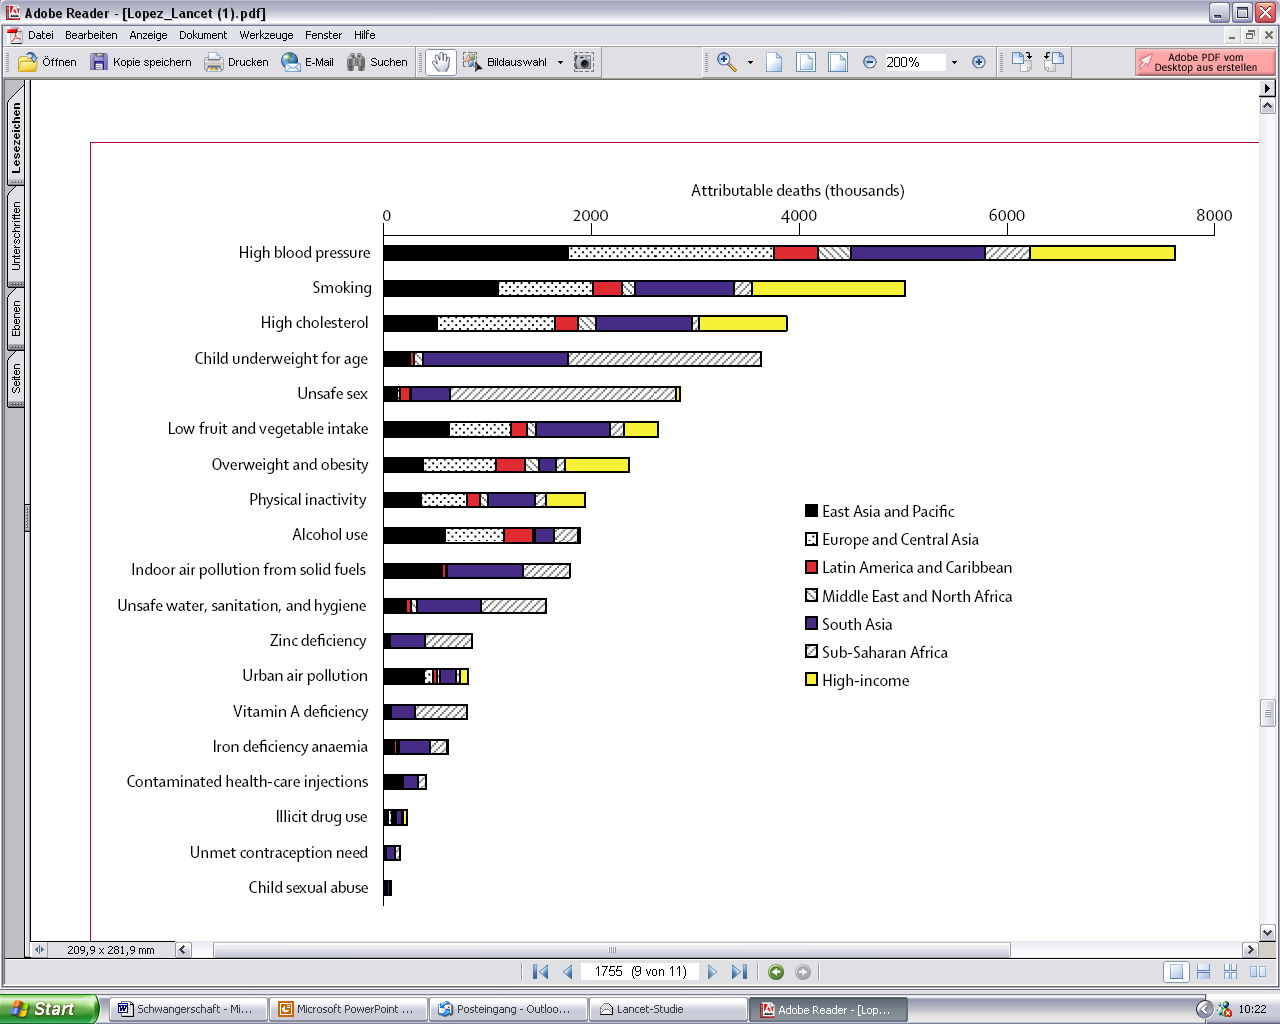 Adobe Reader - [Lopez_Lancet (1).pdf]
Datei Bearbeiten Anzeige Dokument Werkzeuge Fenster Hilfe
Öffnen Kopie speichern Drucken E-Mail Suchen Bildauswahl 200% Adobe PDF vom
Desktop aus erstellen
Lesezeichen
Unterschriften
Ebenen
Seiten
Attributable deaths (thousands)
0 2000 4000 6000 8000
High blood pressure
Smoking
High cholesterol
Child underweight for age
Unsafe sex
Low fruit and vegetable intake
Overweight and obesity
Physical inactivity
Alcohol use
Indoor air pollution from solid fuels
Unsafe water, sanitation, and hygiene
Zinc deficiency
Urban air pollution
Vitamin A deficiency
Iron deficiency anaemia
Contaminated health-care injections
Illicit drug use
Unmet contraception need
Child sexual abuse
East Asia and Pacific
Europe and Central Asia
Latin America and Caribbean
Middle East and North Africa
South Asia
Sub-Saharan Africa
High-income
209,9 x 281,9 mm
1755 (9 von 11)
Start Schwangerschaft - Mi... Microsoft PowerPoint ... Posteingang - Outloo... Lancet-Studie Adobe Reader - [Lop... 10:22